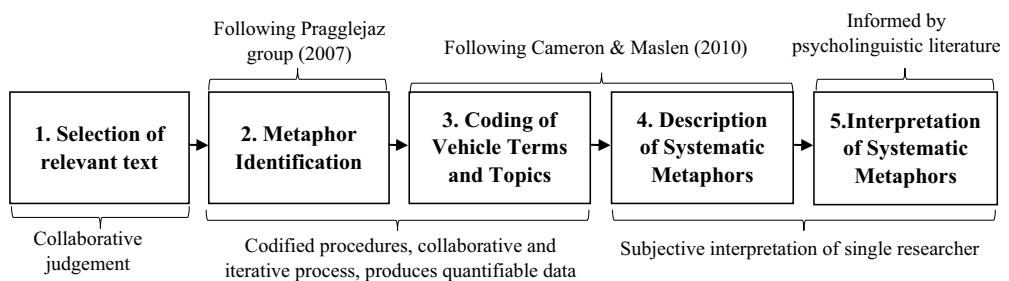 Following Pragglejaz
group (2007)
Following Cameron & Maslen (2010)
Informed by
psycholinguistic literature
1. Selection of
relevant text
2. Metaphor
Identification
3. Coding of
Vehicle Terms
and Topics
4. Description
of Systematic
Metaphors
5.Interpretation
of Systematic
Metaphors
Collaborative
judgement
Codified procedures, collaborative and
iterative process, produces quantifiable data
Subjective interpretation of single researcher